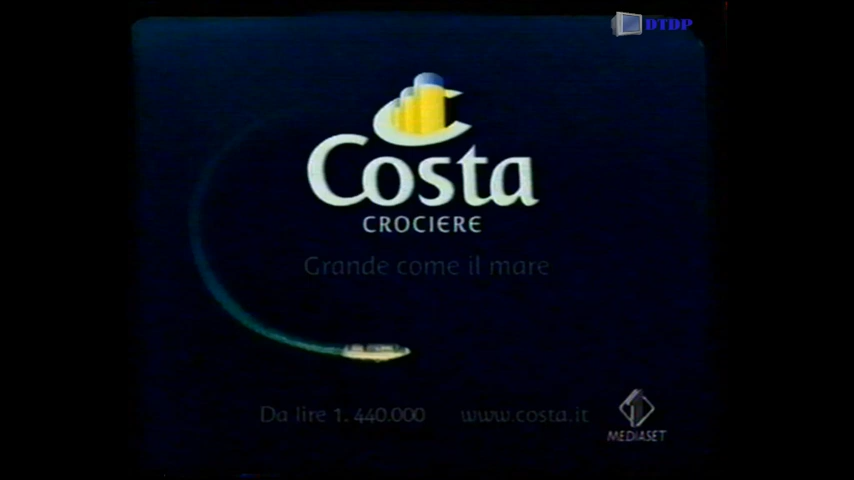 DTDP
Costa
CROCIERE
Grande come il mare
Da lire 1.440.000 www.costa.it
MEDIASET